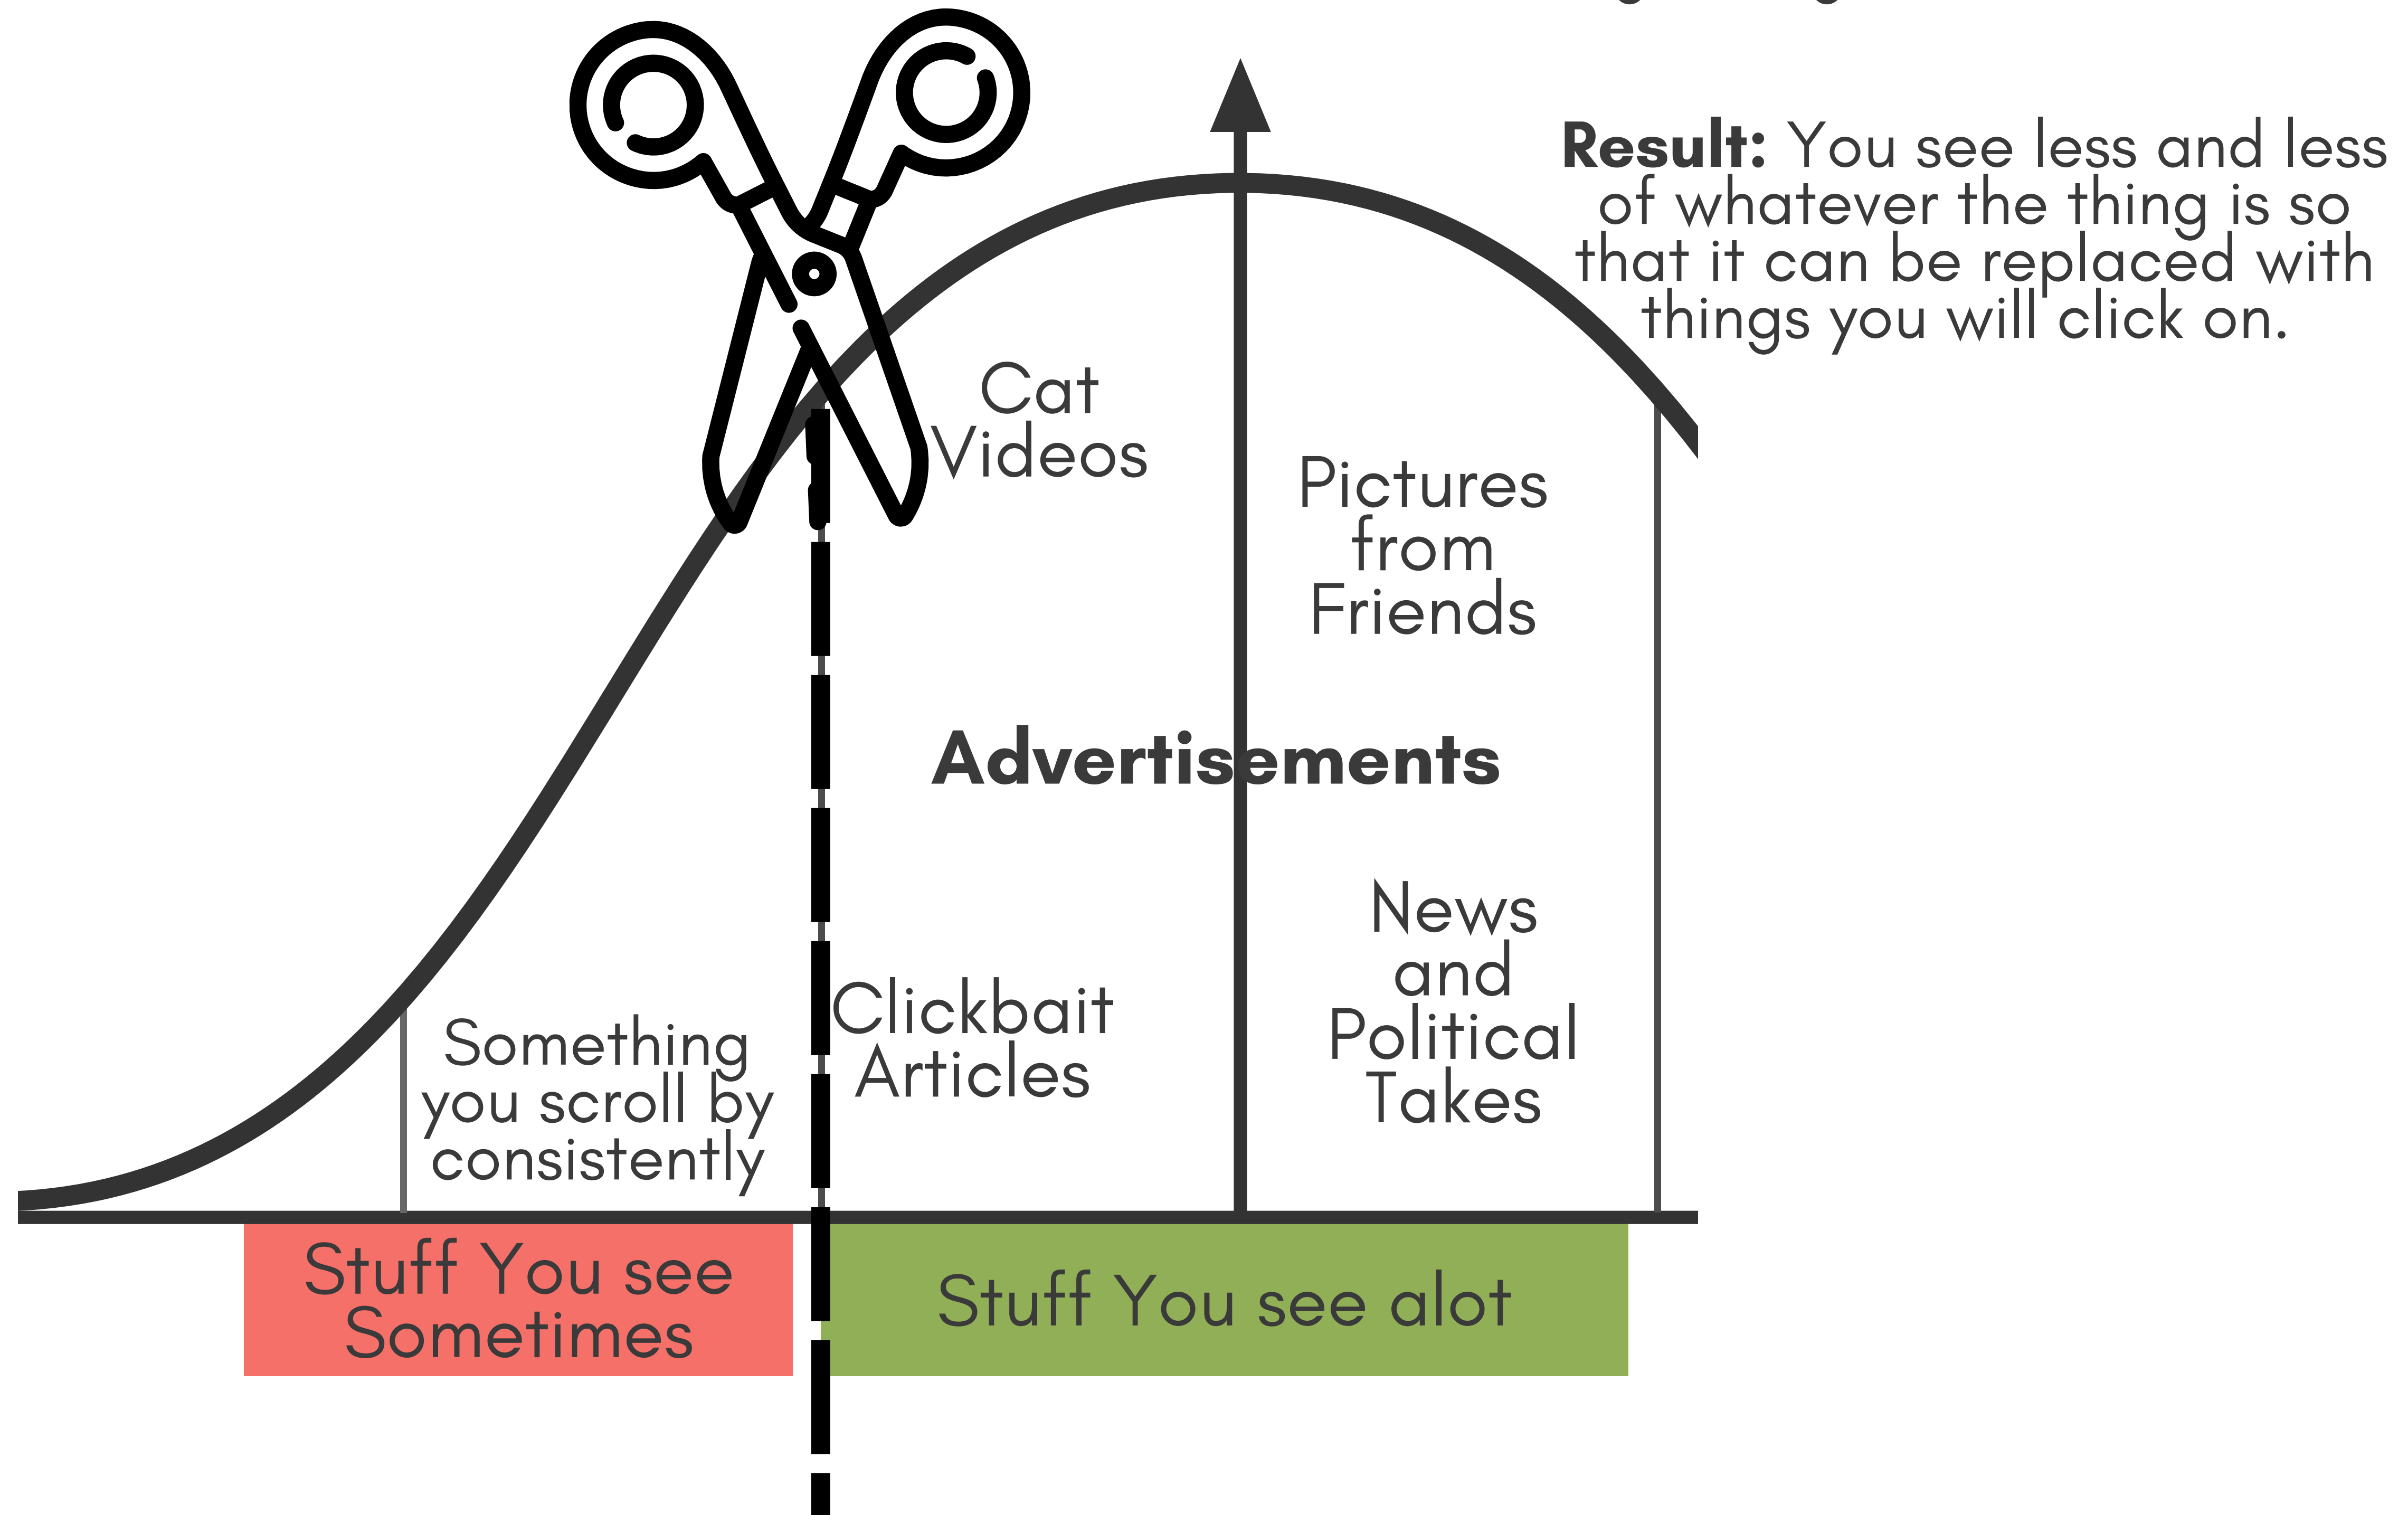 Result: You see less and less
of whatever the thing is so
that it can be replaced with
things you will click on.
Cat
Videos
Pictures
from
Friends
Advertisements
News
and
Political
Takes
Clickbait
Articles
Something
you scroll by
consistently
Stuff You see
Sometimes
Stuff You see alot